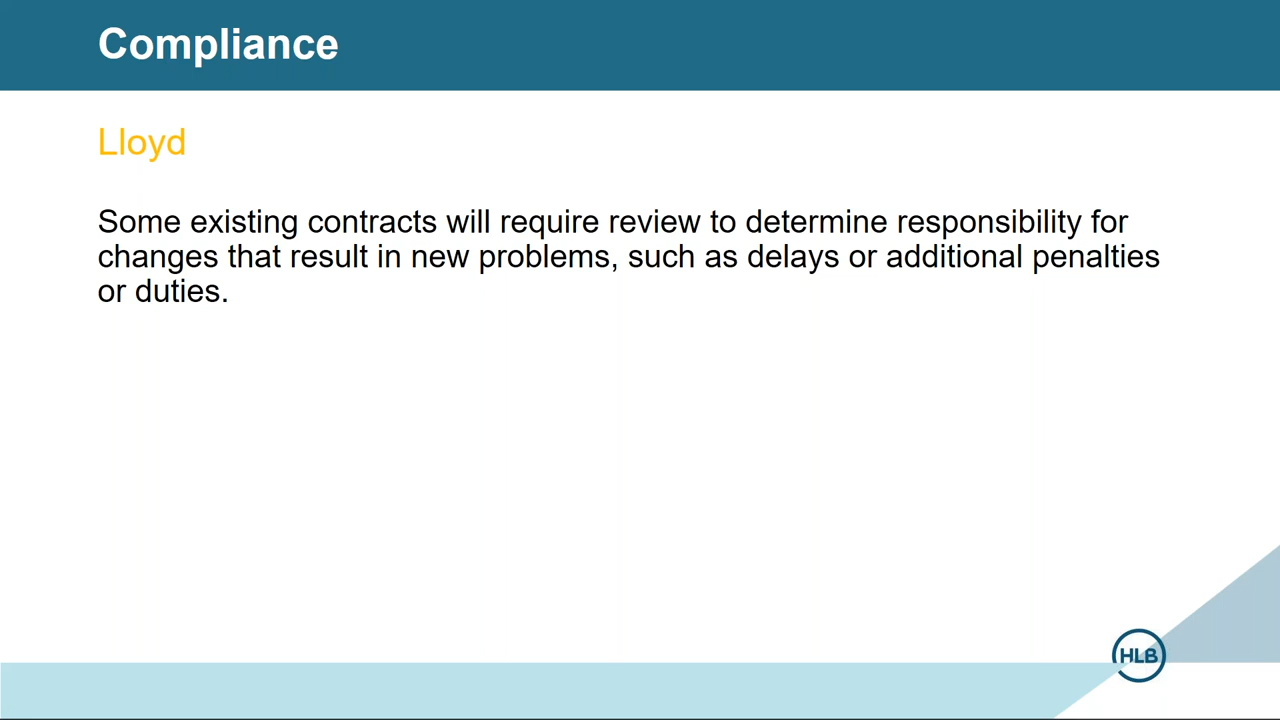 Compliance
Lloyd
Some existing contracts will require review to determine responsibility for
changes that result in new problems, such as delays or additional penalties
or duties.
HLB